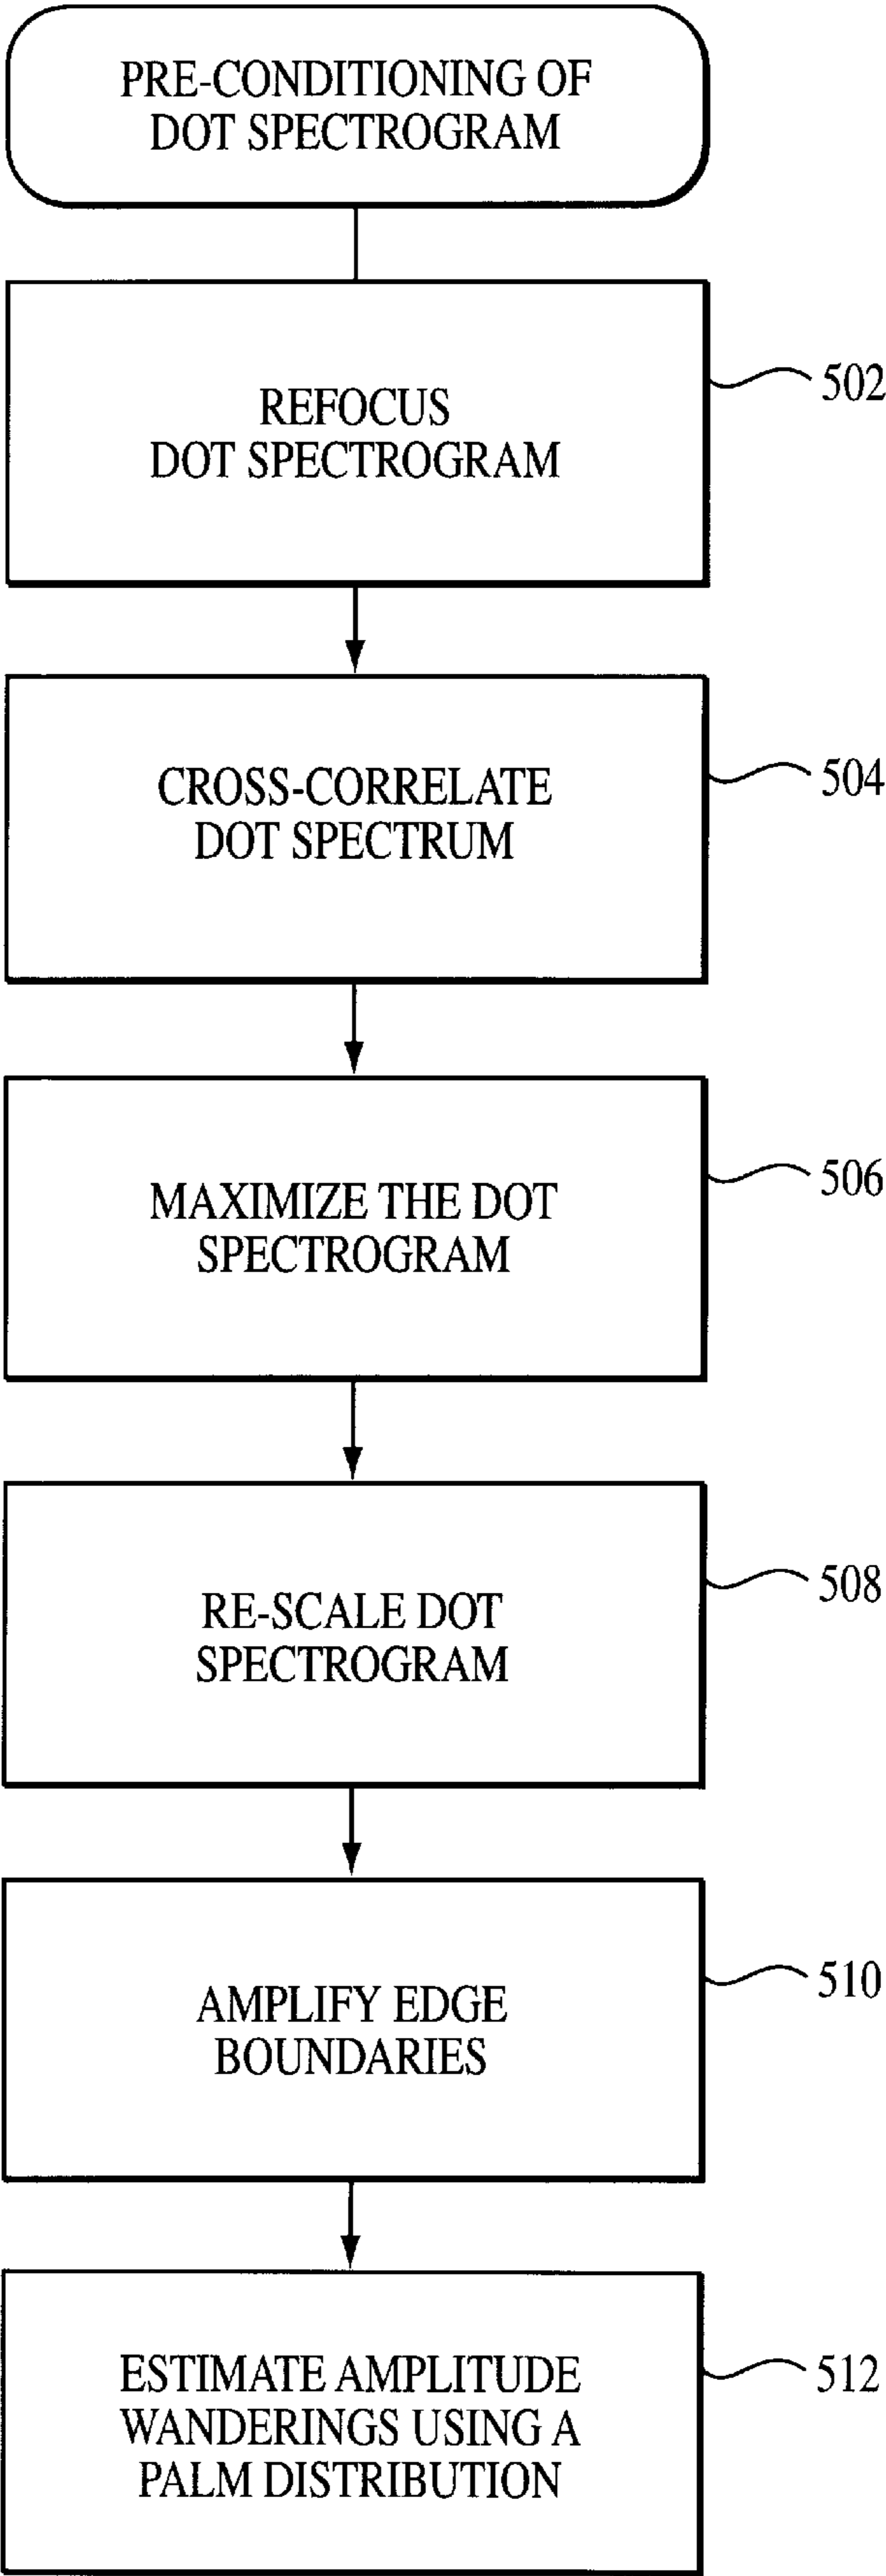 PRE-CONDITIONING OF
DOT SPECTROGRAM
REFOCUS
DOT SPECTROGRAM
502
CROSS-CORRELATE
DOT SPECTRUM
504
MAXIMIZE THE DOT
SPECTROGRAM
506
RE-SCALE DOT
SPECTROGRAM
508
AMPLIFY EDGE
BOUNDARIES
510
ESTIMATE AMPLITUDE
WANDERINGS USING A
PALM DISTRIBUTION
512